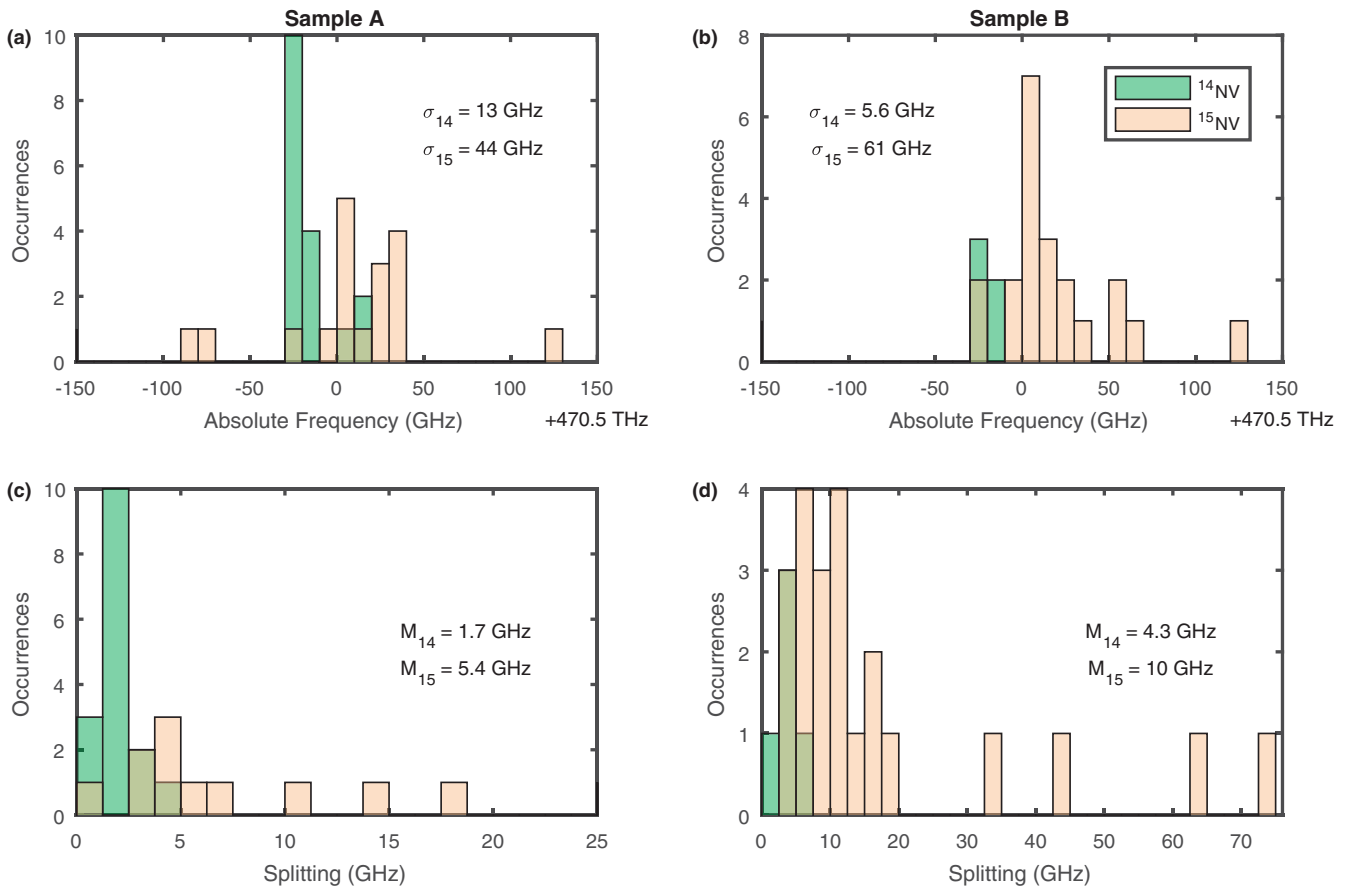 Sample A
(a)
10
8
6
4
2
0
Occurrences
σ14 = 13 GHz
σ15 = 44 GHz
-150 -100 -50 0 50 100 150
Absolute Frequency (GHz)
+470.5 THz
Sample B
(b)
8
6
4
2
0
Occurrences
σ14 = 5.6 GHz
σ15 = 61 GHz
14NV
15NV
-150 -100 -50 0 50 100 150
Absolute Frequency (GHz)
+470.5 THz
(c)
10
8
6
4
2
0
Occurrences
M14 = 1.7 GHz
M15 = 5.4 GHz
0 5 10 15 20 25
Splitting (GHz)
(d)
4
3
2
1
0
Occurrences
M14 = 4.3 GHz
M15 = 10 GHz
0 10 20 30 40 50 60 70
Splitting (GHz)